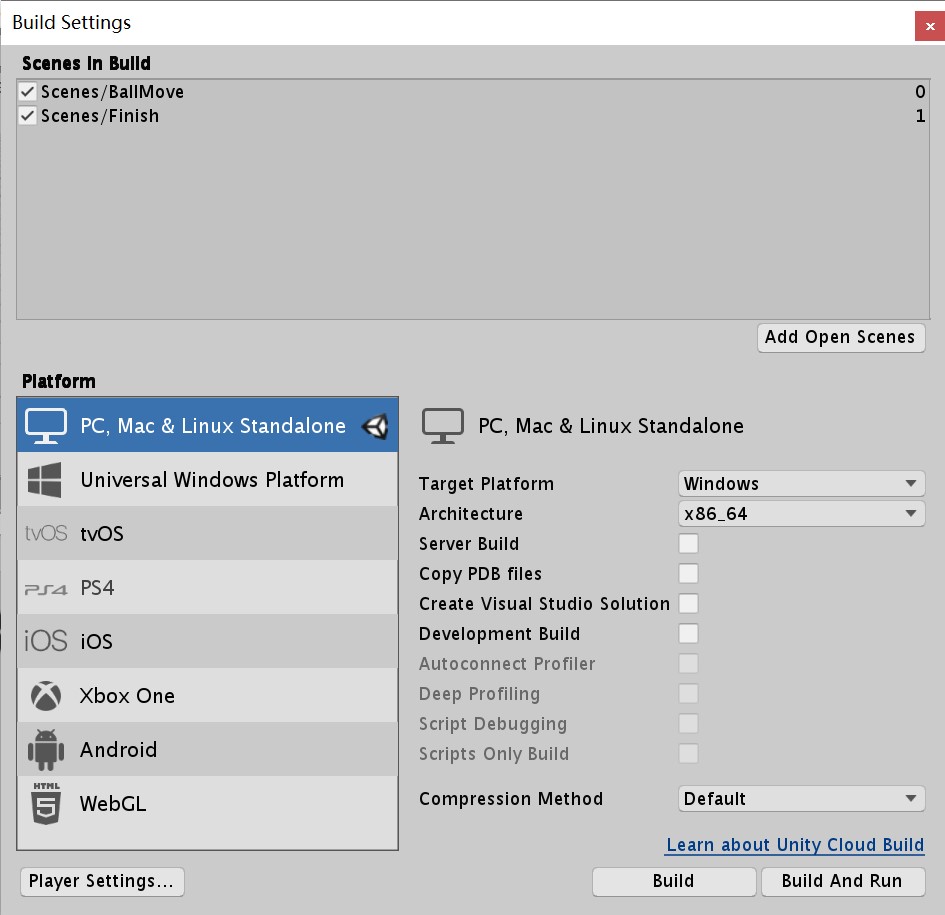 Build Settings
x
Scenes In Build
Scenes/BallMove 0
Scenes/Finish 1
Add Open Scenes
Platform
PC, Mac & Linux Standalone
Universal Windows Platform
tvOS tvOS
PS4 PS4
iOS iOS
Xbox One
Android
HTML
5 WebGL
PC, Mac & Linux Standalone
Target Platform Windows
Architecture x86_64
Server Build
Copy PDB files
Create Visual Studio Solution
Development Build
Autoconnect Profiler
Deep Profiling
Script Debugging
Scripts Only Build
Compression Method Default
Learn about Unity Cloud Build
Player Settings... Build Build And Run